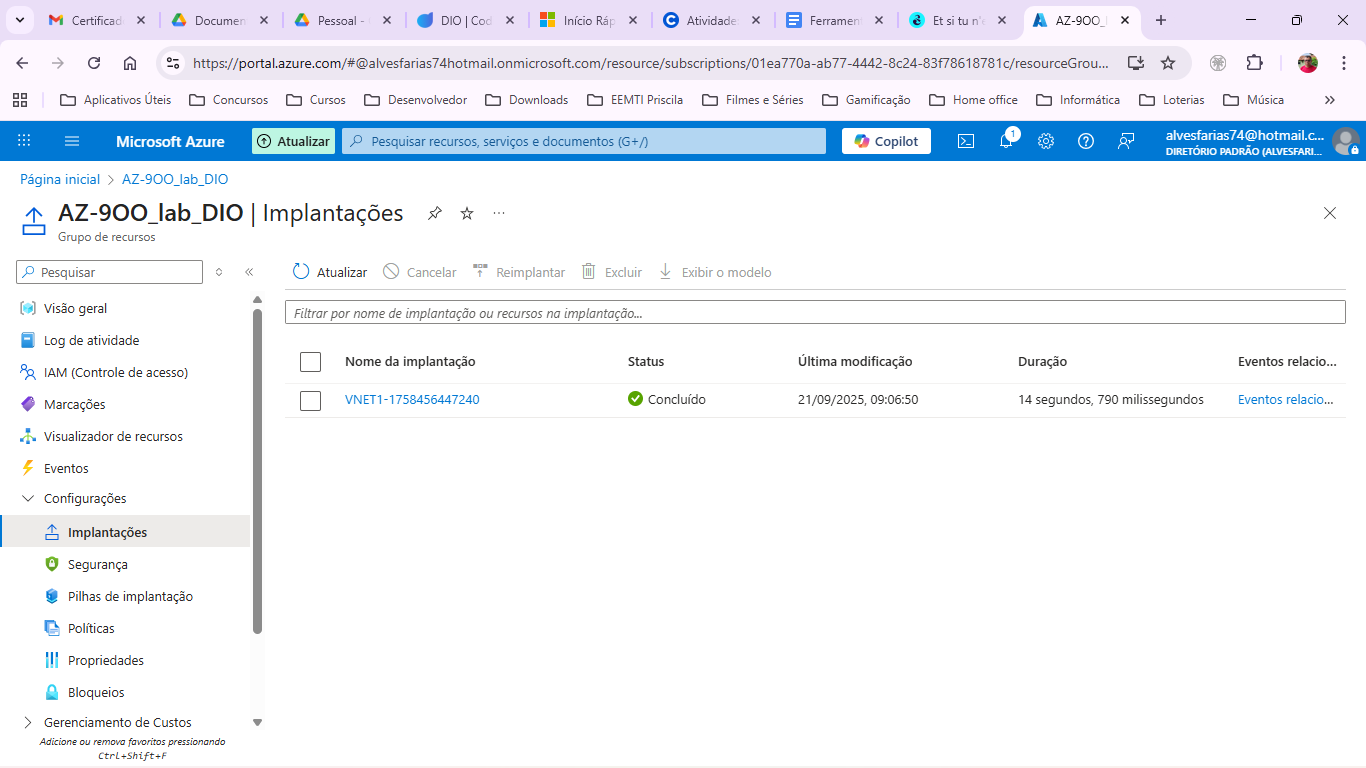 Certificad
Documen
Pessoal -
DIO | Cod
Início Ráp
Atividade
Ferrament
Et si tu n'é
AZ-9OO_l
https://portal.azure.com/#@alvesfarias74hotmail.onmicrosoft.com/resource/subscriptions/01ea770a-ab77-4442-8c24-83f78618781c/resourceGrou...
Aplicativos Úteis
Concursos
Cursos
Desenvolvedor
Downloads
EEMTI Priscila
Filmes e Séries
Gamificação
Home office
Informática
Loterias
Música
Microsoft Azure
Atualizar
Pesquisar recursos, serviços e documentos (G+/)
Copilot
1
alvesfarias74@hotmail.c...
DIRETÓRIO PADRÃO (ALVESFARI...
Página inicial > AZ-9OO_lab_DIO
AZ-9OO_lab_DIO | Implantações
Grupo de recursos
Pesquisar
Visão geral
Log de atividade
IAM (Controle de acesso)
Marcações
Visualizador de recursos
Eventos
Configurações
Implantações
Segurança
Pilhas de implantação
Políticas
Propriedades
Bloqueios
Gerenciamento de Custos
Adicione ou remova favoritos pressionando
Ctrl+Shift+F
Atualizar
Cancelar
Reimplantar
Excluir
Exibir o modelo
Filtrar por nome de implantação ou recursos na implantação...
Nome da implantação Status Última modificação Duração Eventos relacio...
VNET1-1758456447240 Concluído 21/09/2025, 09:06:50 14 segundos, 790 milissegundos Eventos relacio...